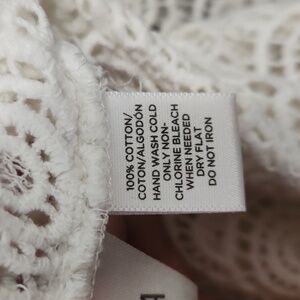 100% COTTON/
COTON/ALGODÓN
HAND WASH COLD
ONLY NON-
CHLORINE BLEACH
WHEN NEEDED
DRY FLAT
DO NOT IRON